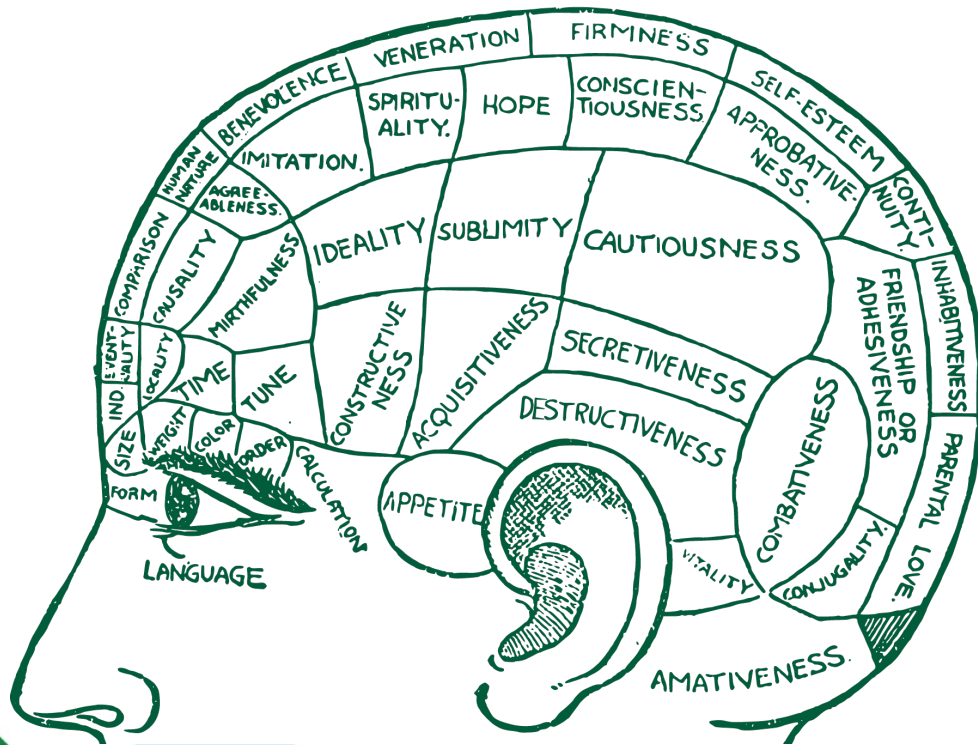 FIRMNESS
VENERATION
BENEVOLENCE
SELF-ESTEEM
HUMAN
NATURE
SPIRITU-
ALITY.
HOPE
CONSCIEN-
TIOUSNESS.
APPROBATIVE-
NESS.
IMITATION.
AGREE-
ABLENESS.
CONTI-
NUITY.
COMPARISON
CAUSALITY
MIRTHFULNESS
IDEALITY
SUBLIMITY
CAUTIOUSNESS
FRIENDSHIP OR
ADHESIVENESS
INHABITIVENESS
EVENT-
UALITY
LOCALITY
TIME
TUNE
CONSTRUCTIVE
NESS
ACQUISITIVENESS
SECRETIVENESS
DESTRUCTIVENESS
COMBATIVENESS
IND.
SIZE
WEIGHT
COLOR
ORDER
CALCULATION
FORM
APPETITE
PARENTAL LOVE.
LANGUAGE
VITALITY
CONJUGALITY.
AMATIVENESS.